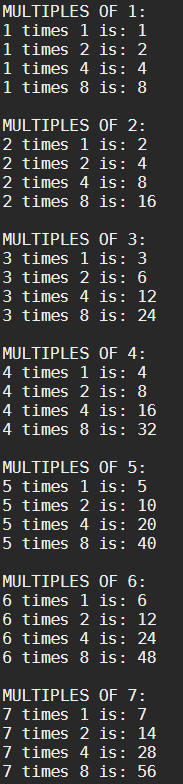 MULTIPLES OF 1:
1 times 1 is: 1
1 times 2 is: 2
1 times 4 is: 4
1 times 8 is: 8

MULTIPLES OF 2:
2 times 1 is: 2
2 times 2 is: 4
2 times 4 is: 8
2 times 8 is: 16

MULTIPLES OF 3:
3 times 1 is: 3
3 times 2 is: 6
3 times 4 is: 12
3 times 8 is: 24

MULTIPLES OF 4:
4 times 1 is: 4
4 times 2 is: 8
4 times 4 is: 16
4 times 8 is: 32

MULTIPLES OF 5:
5 times 1 is: 5
5 times 2 is: 10
5 times 4 is: 20
5 times 8 is: 40

MULTIPLES OF 6:
6 times 1 is: 6
6 times 2 is: 12
6 times 4 is: 24
6 times 8 is: 48

MULTIPLES OF 7:
7 times 1 is: 7
7 times 2 is: 14
7 times 4 is: 28
7 times 8 is: 56